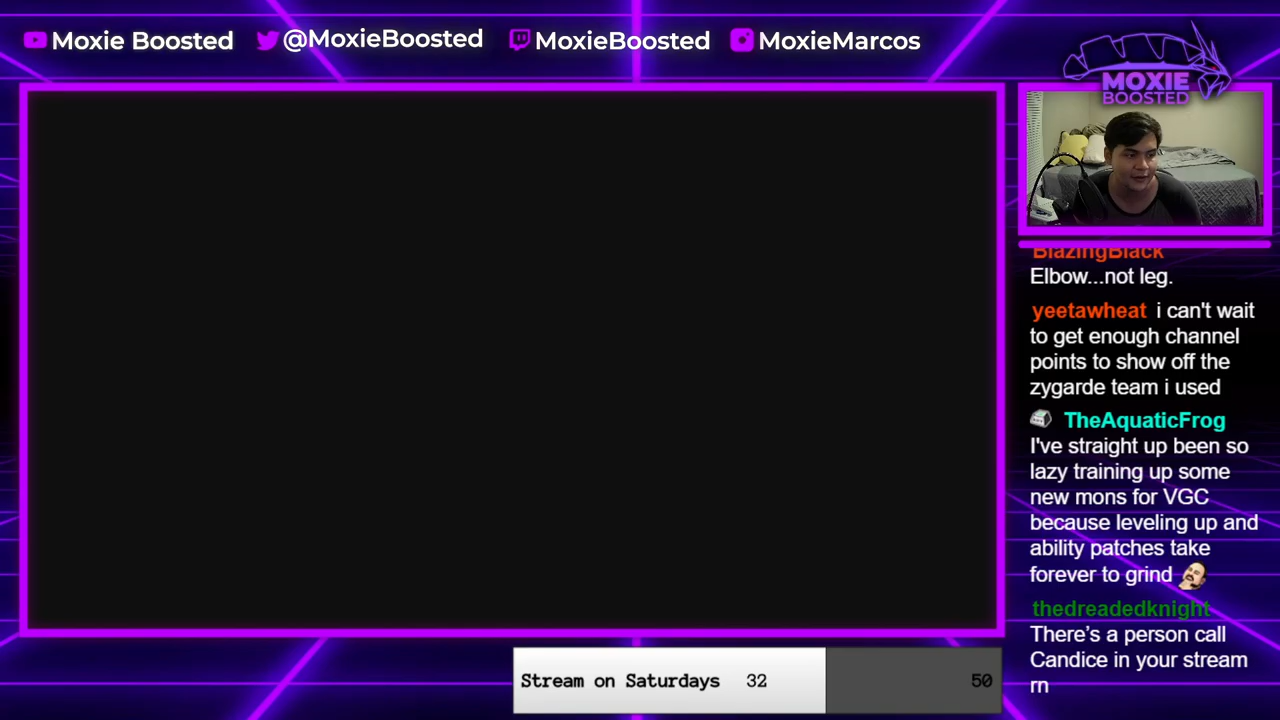 Moxie Boosted @MoxieBoosted MoxieBoosted MoxieMarcos
MOXIE
BOOSTED
BlazingBlack
Elbow...not leg.
yeetawheat i can't wait
to get enough channel
points to show off the
zygarde team i used
TheAquaticFrog
I've straight up been so
lazy training up some
new mons for VGC
because leveling up and
ability patches take
forever to grind
thedreadedknight
There’s a person call
Candice in your stream
rn
Stream on Saturdays 32 50